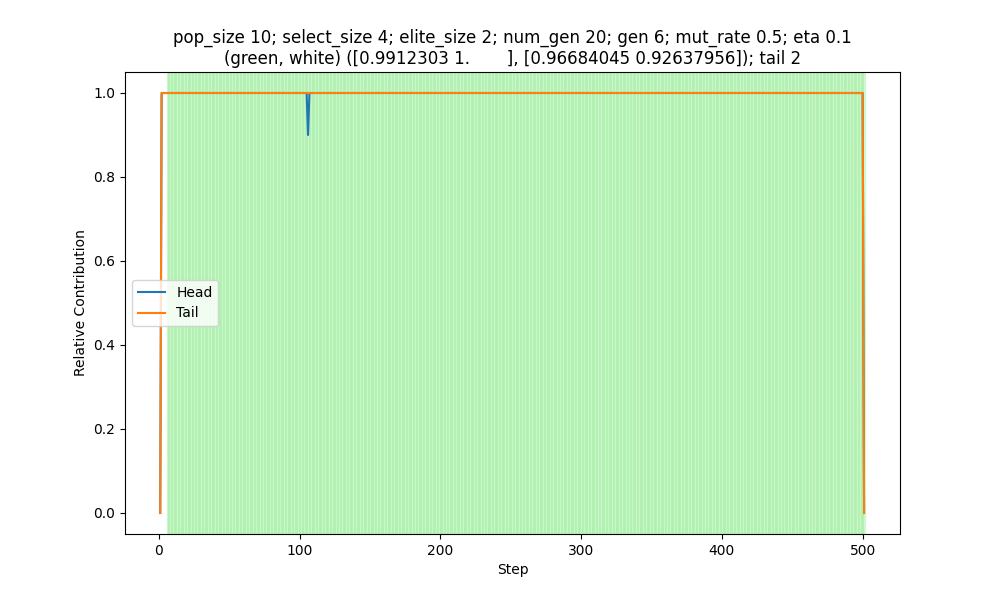 pop_size 10; select_size 4; elite_size 2; num_gen 20; gen 6; mut_rate 0.5; eta 0.1
(green, white) ([0.9912303 1.        ], [0.96684045 0.92637956]); tail 2
1.0
0.8
0.6
0.4
0.2
0.0
Relative Contribution
Head
Tail
0
100
200
300
400
500
Step